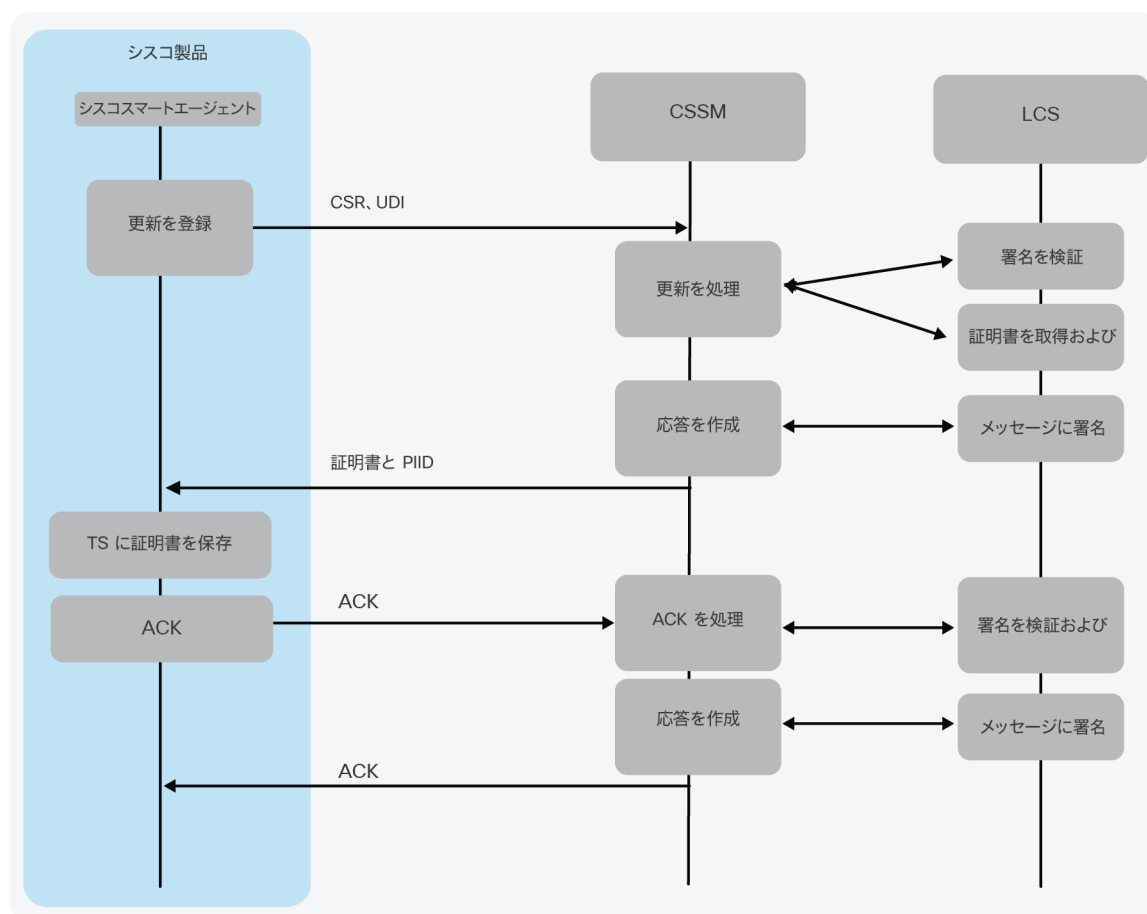 シスコ製品
シスコスマートエージェント
CSSM
LCS
更新を登録
CSR、UDI
更新を処理
署名を検証
証明書を取得および
応答を作成
メッセージに署名
証明書と PIID
TS に証明書を保存
ACK
ACK
ACK を処理
署名を検証および
応答を作成
メッセージに署名
ACK